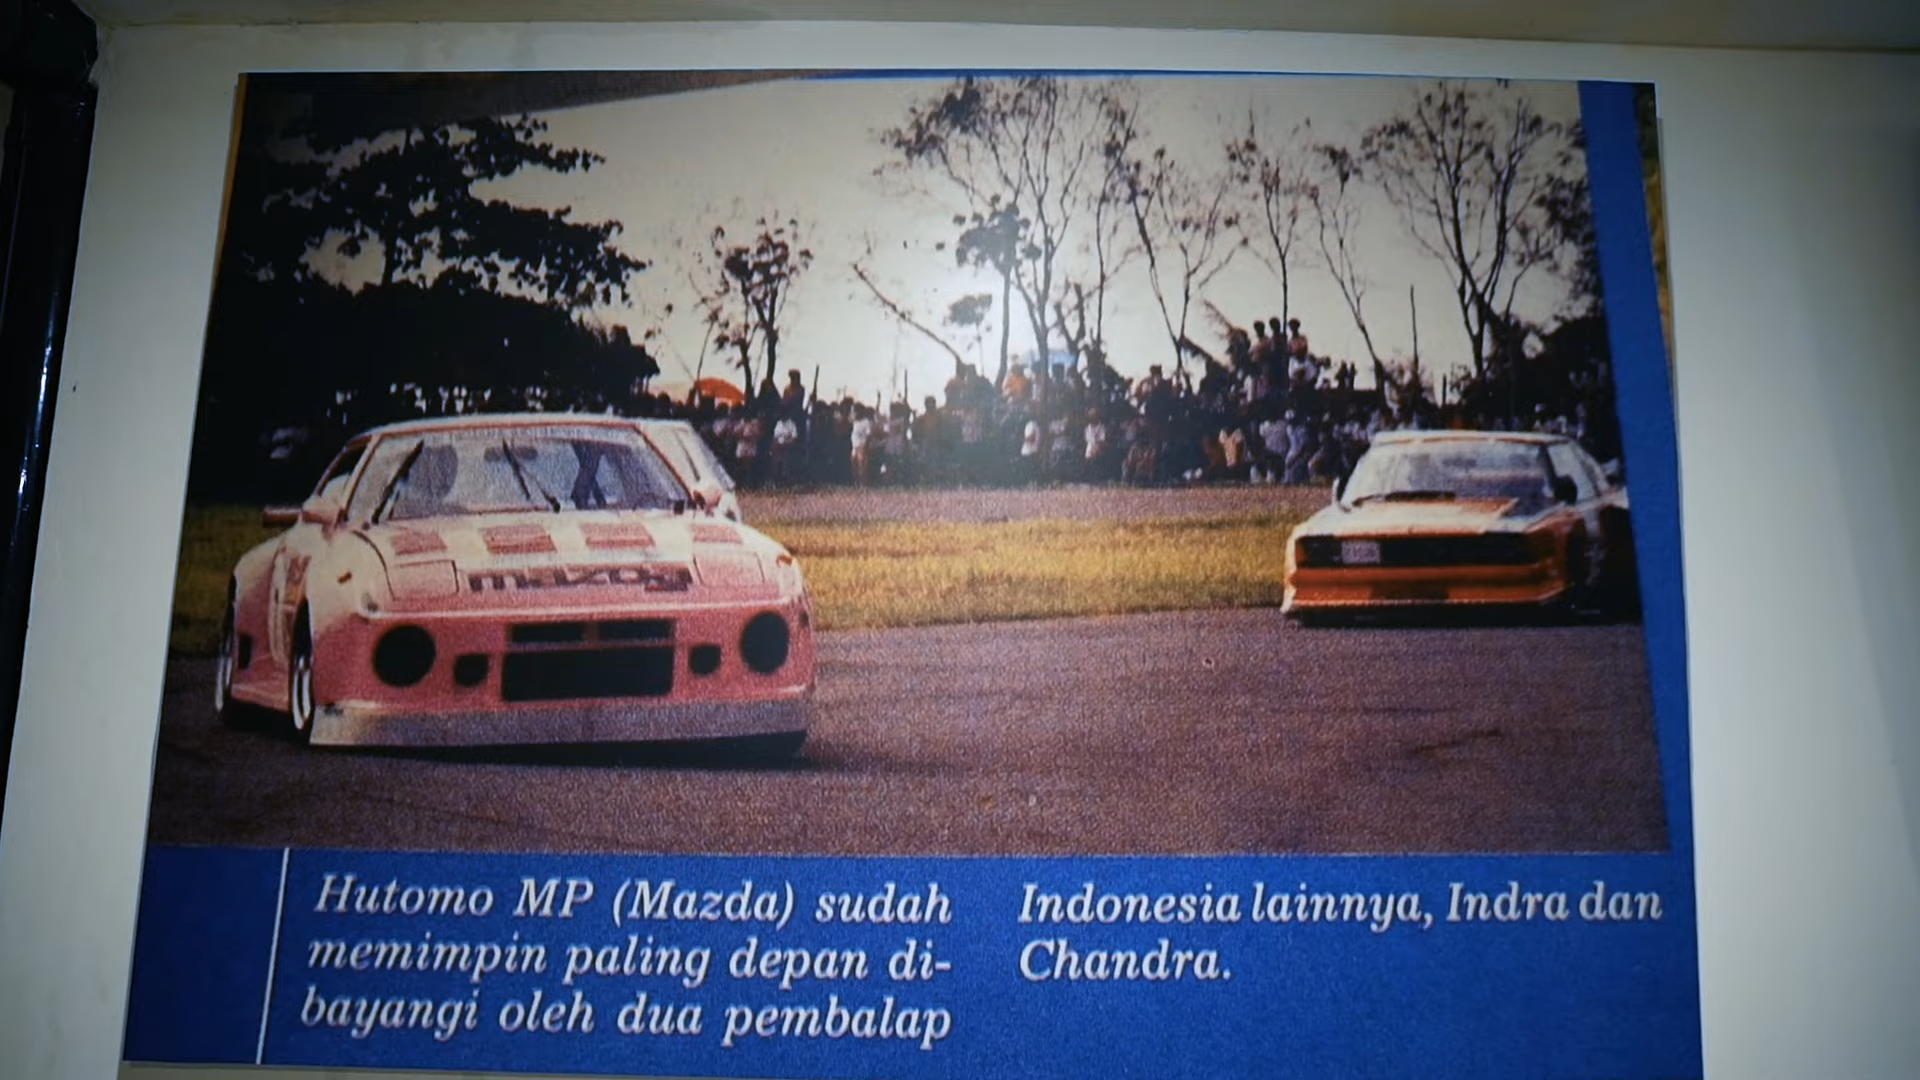 mazda
Hutomo MP (Mazda) sudah
memimpin paling depan di-
bayangi oleh dua pembalap
Indonesia lainnya, Indra dan
Chandra.